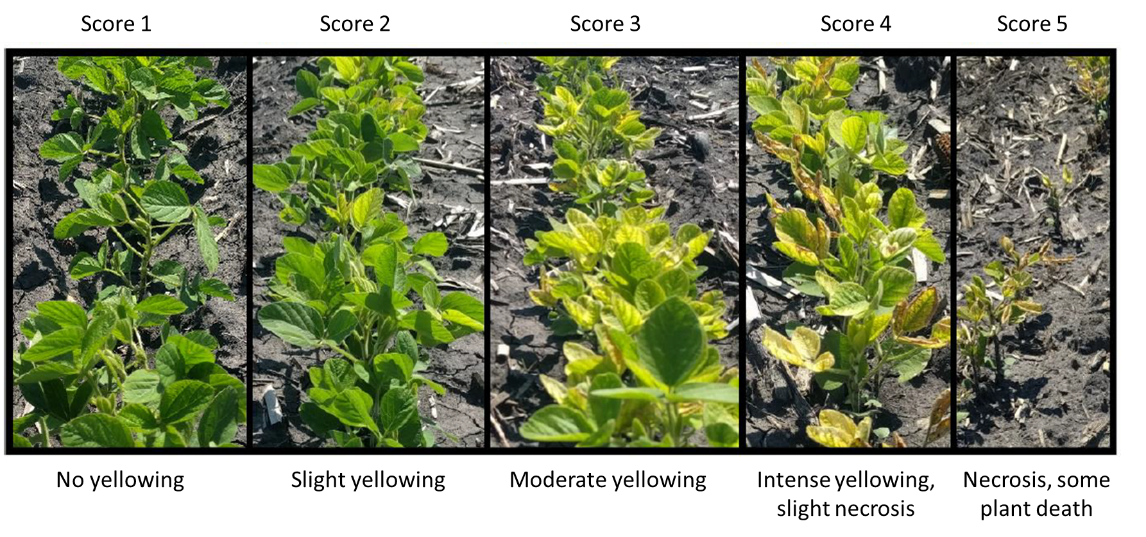 Score 1
Score 2
Score 3
Score 4
Score 5
No yellowing
Slight yellowing
Moderate yellowing
Intense yellowing,
slight necrosis
Necrosis, some
plant death